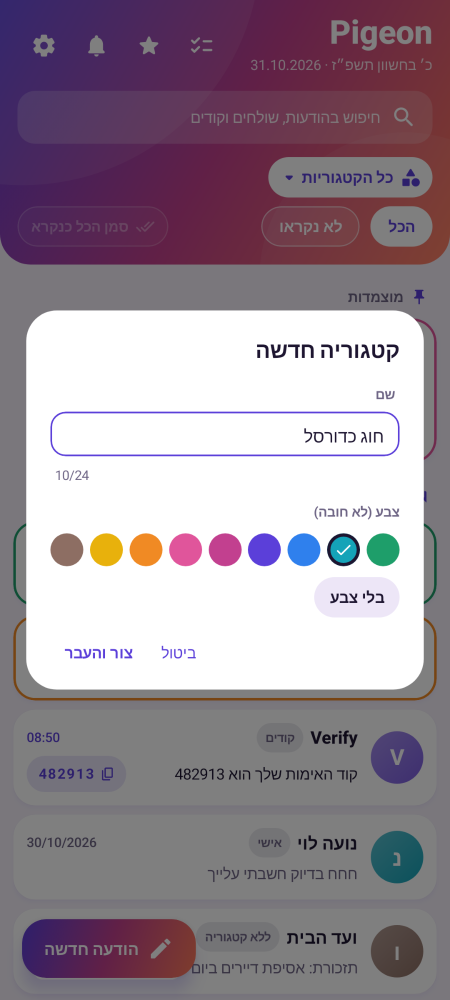 Pigeon
כ׳ בחשוון תשפ״ז · 31.10.2026
חיפוש בהודעות, שולחים וקודים
כל הקטגוריות
הכל
לא נקראו
סמן הכל כנקרא
מוצמדות
קטגוריה חדשה
שם
חוג כדורסל
10/24
צבע (לא חובה)
בלי צבע
ביטול
צור והעבר
V
Verify
קודים
08:50
קוד האימות שלך הוא 482913
482913
נ
נועה לוי
אישי
30/10/2026
חחח בדיוק חשבתי עלייך
ו
ועד הבית
ללא קטגוריה
תזכורת: אסיפת דיירים ביום
הודעה חדשה